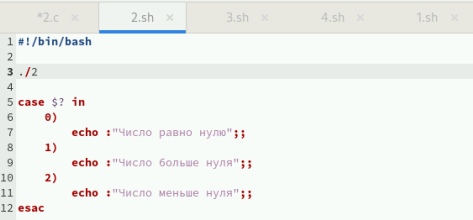 *2.c × 2.sh × 3.sh × 4.sh × 1.sh ×
1 #!/bin/bash
2
3 ./2
4
5 case $? in
6 0)
7 echo :"Число равно нулю";;
8 1)
9 echo :"Число больше нуля";;
10 2)
11 echo :"Число меньше нуля";;
12 esac